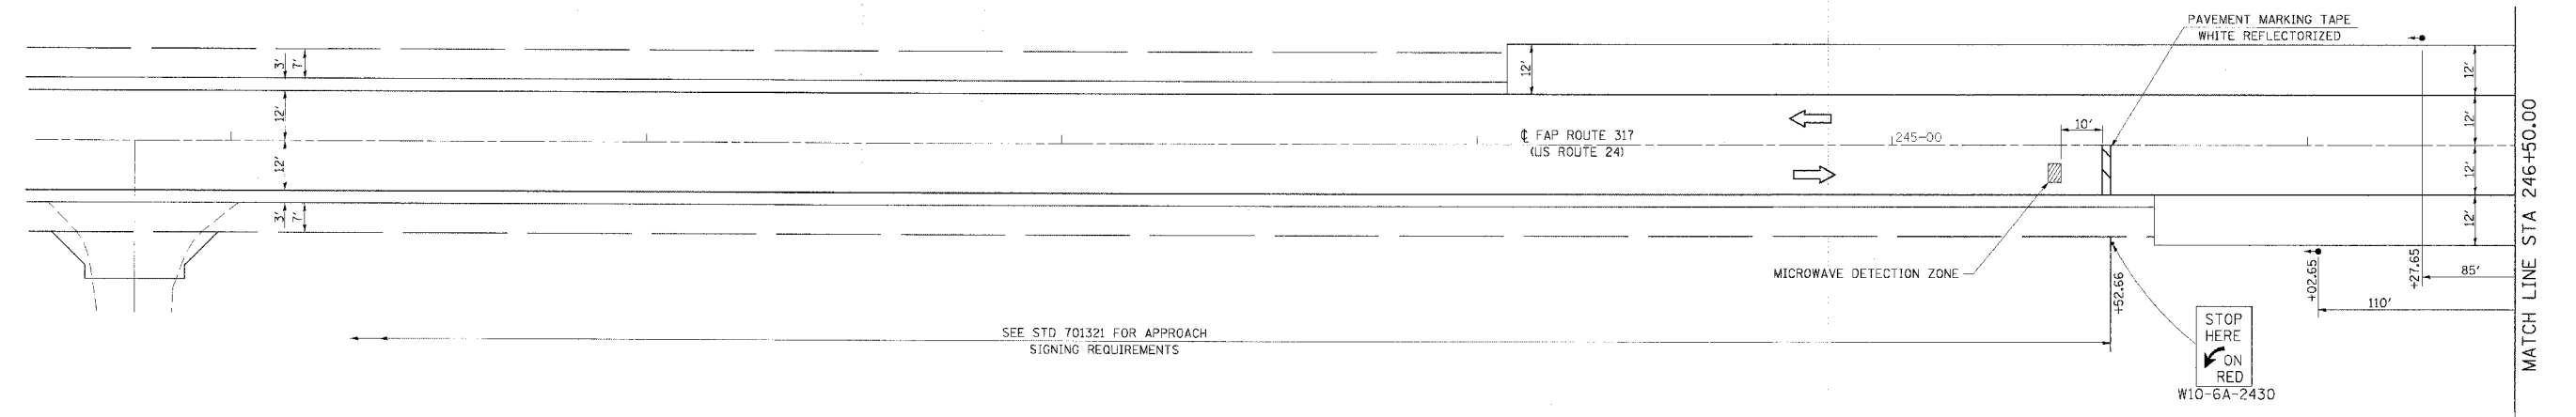 PAVEMENT MARKING TAPE
WHITE REFLECTORIZED
3'
7'
12'
12'
12'
12'
12'
12'
12'
3'
7'
℄ FAP ROUTE 317
(US ROUTE 24)
245-00
10'
MICROWAVE DETECTION ZONE
+52.66
+02.65
+27.65
85'
110'
SEE STD 701321 FOR APPROACH
SIGNING REQUIREMENTS
STOP
HERE
ON
RED
W10-6A-2430
MATCH LINE STA 246+50.00